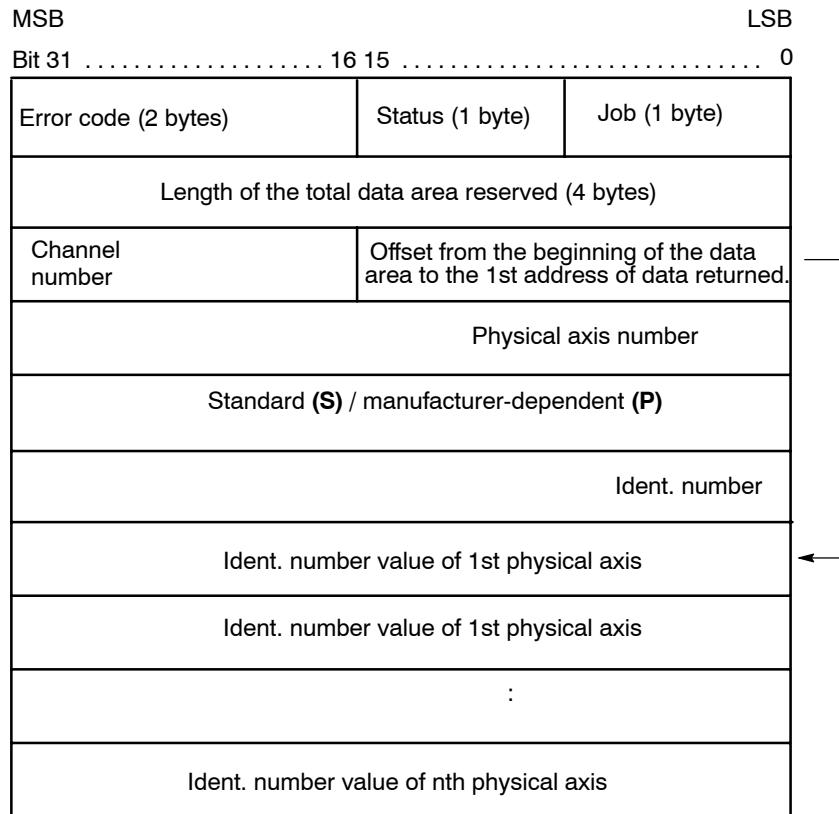 MSB LSB
Bit 31 . . . . . . . . . . . . . . . . . . . . 16 15 . . . . . . . . . . . . . . . . . . . . . . . . . . . . . . 0
Error code (2 bytes) Status (1 byte) Job (1 byte)
Length of the total data area reserved (4 bytes)
Channel
number
Offset from the beginning of the data
area to the 1st address of data returned.
Physical axis number
Standard (S) / manufacturer-dependent (P)
Ident. number
Ident. number value of 1st physical axis
Ident. number value of 1st physical axis
:
Ident. number value of nth physical axis